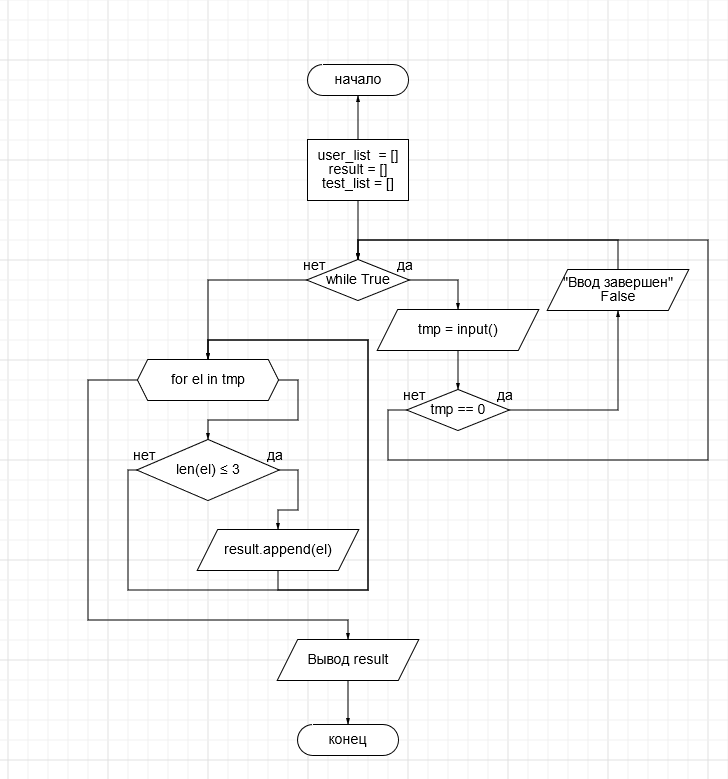 начало
user_list = []
result = []
test_list = []
нет
да
while True
"Ввод завершен"
False
tmp = input()
нет
да
tmp == 0
for el in tmp
нет
да
len(el) ≤ 3
result.append(el)
Вывод result
конец